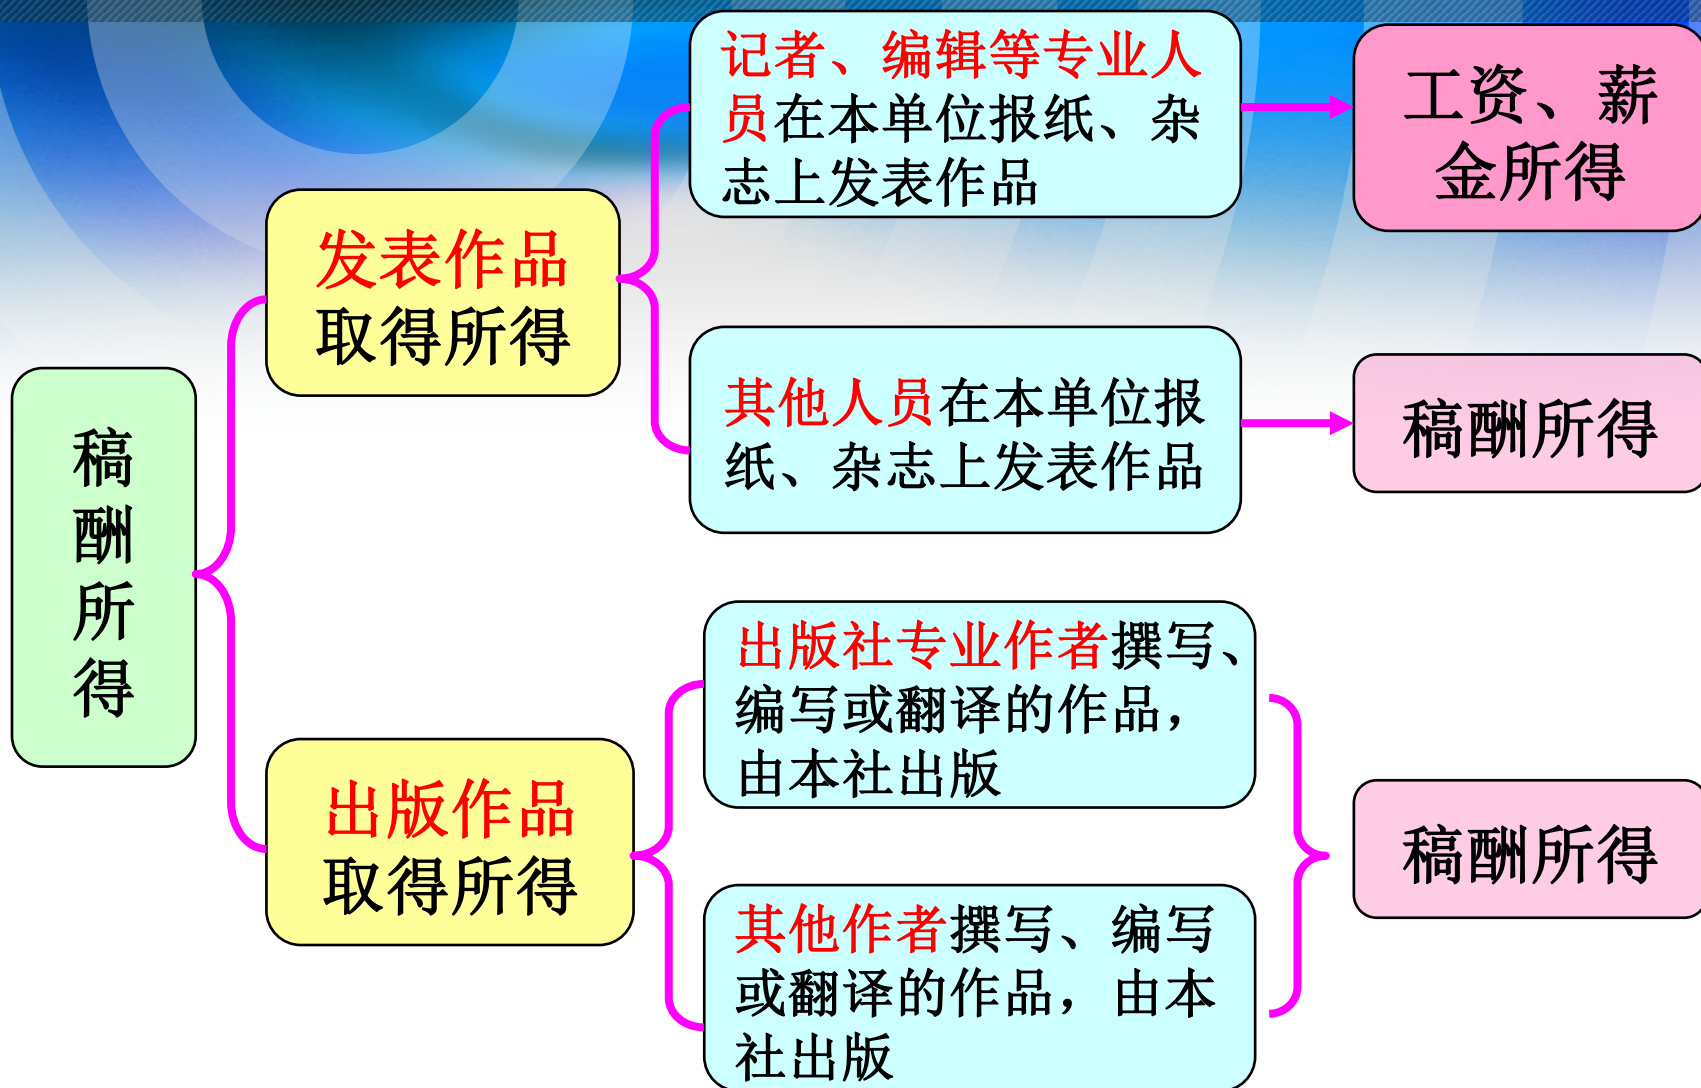 稿
酬
所
得
发表作品
取得所得
记者、编辑等专业人
员在本单位报纸、杂
志上发表作品
工资、薪
金所得
其他人员在本单位报
纸、杂志上发表作品
稿酬所得
出版作品
取得所得
出版社专业作者撰写、
编写或翻译的作品，
由本社出版
其他作者撰写、编写
或翻译的作品，由本
社出版
稿酬所得